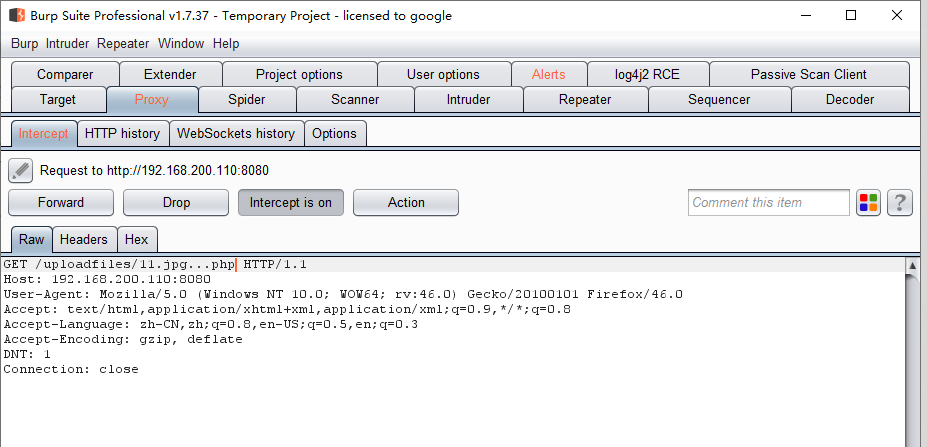 Burp Suite Professional v1.7.37 - Temporary Project - licensed to google
Burp Intruder Repeater Window Help
Comparer Extender Project options User options Alerts log4j2 RCE Passive Scan Client
Target Proxy Spider Scanner Intruder Repeater Sequencer Decoder
Intercept HTTP history WebSockets history Options
Request to http://192.168.200.110:8080
Forward Drop Intercept is on Action Comment this item ?
Raw Headers Hex
GET /uploadfiles/11.jpg...php HTTP/1.1
Host: 192.168.200.110:8080
User-Agent: Mozilla/5.0 (Windows NT 10.0; WOW64; rv:46.0) Gecko/20100101 Firefox/46.0
Accept: text/html,application/xhtml+xml,application/xml;q=0.9,*/*;q=0.8
Accept-Language: zh-CN,zh;q=0.8,en-US;q=0.5,en;q=0.3
Accept-Encoding: gzip, deflate
DNT: 1
Connection: close